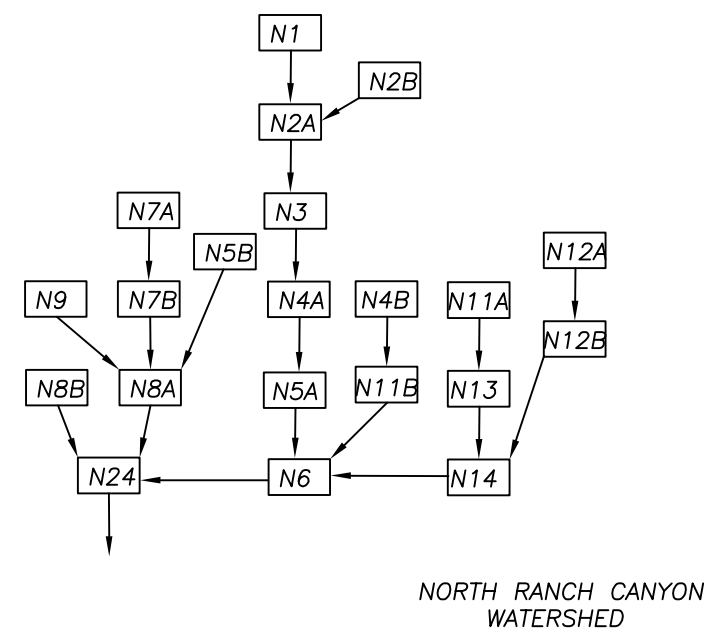 N1
N2B
N2A
N7A
N3
N5B
N12A
N9
N7B
N4A
N4B
N11A
N12B
N8B
N8A
N5A
N11B
N13
N24
N6
N14
NORTH RANCH CANYON
WATERSHED